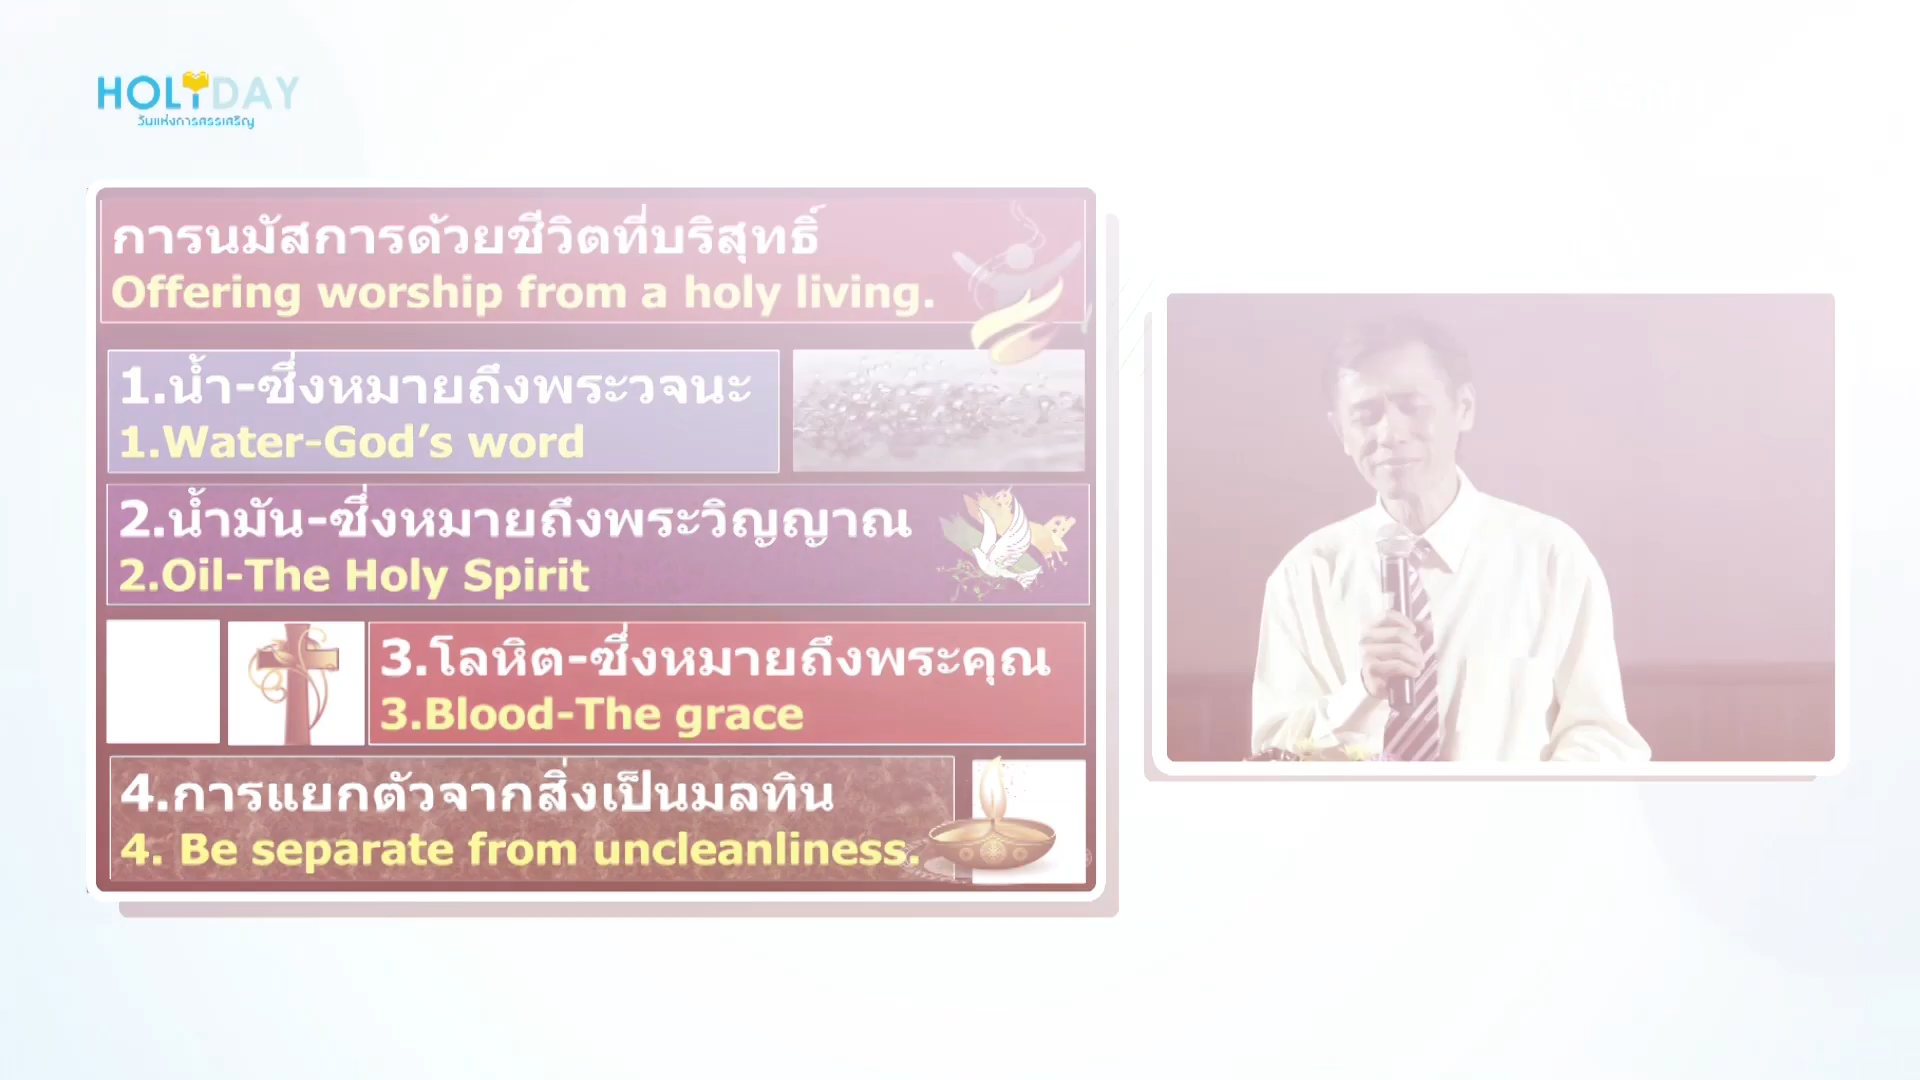 HOLYDAY
วันแห่งการสรรเสริญ
การนมัสการด้วยชีวิตที่บริสุทธิ์
Offering worship from a holy living.
1.น้ำ-ซึ่งหมายถึงพระวจนะ
1.Water-God’s word
2.น้ำมัน-ซึ่งหมายถึงพระวิญญาณ
2.Oil-The Holy Spirit
3.โลหิต-ซึ่งหมายถึงพระคุณ
3.Blood-The grace
4.การแยกตัวจากสิ่งเป็นมลทิน
4. Be separate from uncleanliness.